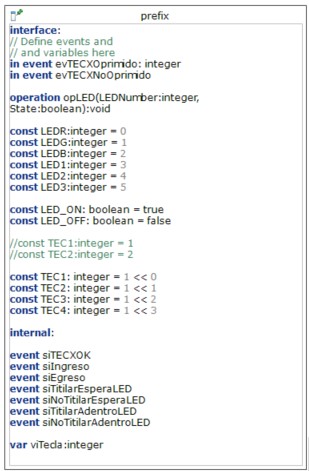 prefix
interface:
// Define events and
// and variables here
in event evTECXOprimido: integer
in event evTECXNoOprimido
operation opLED(LEDNumber:integer,
State:boolean):void
const LEDR:integer = 0
const LEDG:integer = 1
const LEDB:integer = 2
const LED1:integer = 3
const LED2:integer = 4
const LED3:integer = 5
const LED_ON: boolean = true
const LED_OFF: boolean = false
//const TEC1:integer = 1
//const TEC2:integer = 2
const TEC1: integer = 1 << 0
const TEC2: integer = 1 << 1
const TEC3: integer = 1 << 2
const TEC4: integer = 1 << 3
internal:
event siTECXOK
event siIngreso
event siEgreso
event siTitilarEsperaLED
event siNoTitilarEsperaLED
event siTitilarAdentroLED
event siNoTitilarAdentroLED
var viTecla:integer